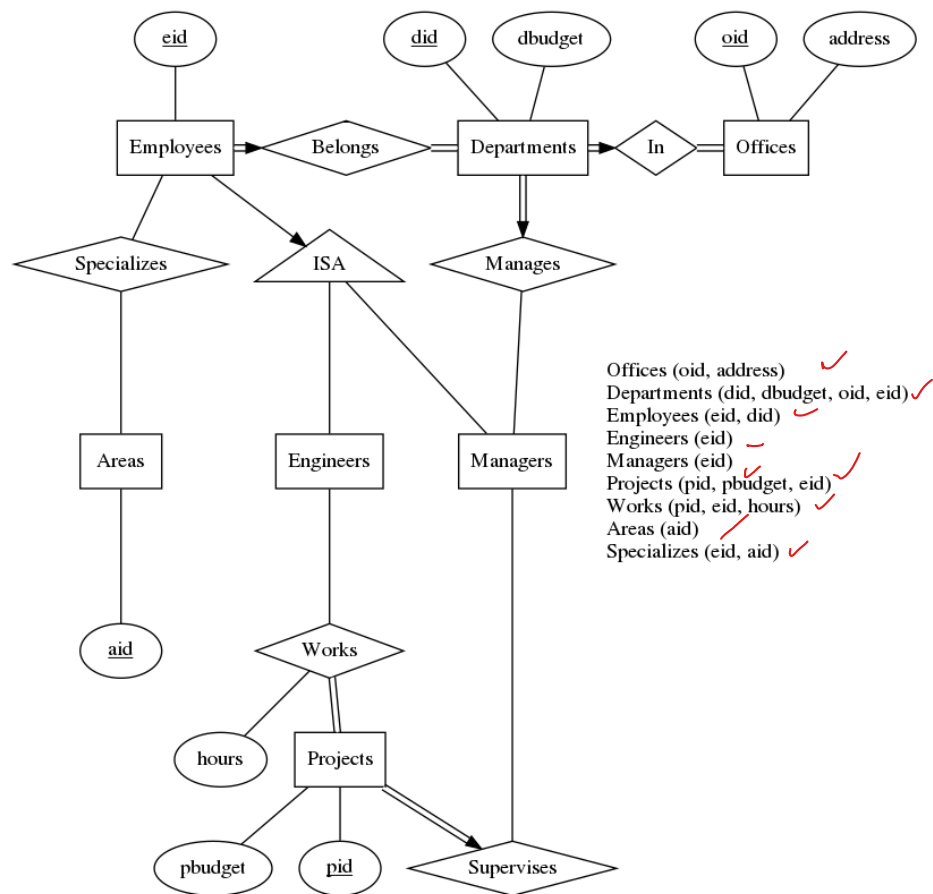 eid
did
dbudget
oid
address
Employees
Belongs
Departments
In
Offices
Specializes
ISA
Manages
Offices (oid, address)
Departments (did, dbudget, oid, eid)
Employees (eid, did)
Engineers (eid)
Managers (eid)
Projects (pid, pbudget, eid)
Works (pid, eid, hours)
Areas (aid)
Specializes (eid, aid)
Areas
Engineers
Managers
aid
Works
hours
Projects
pbudget
pid
Supervises